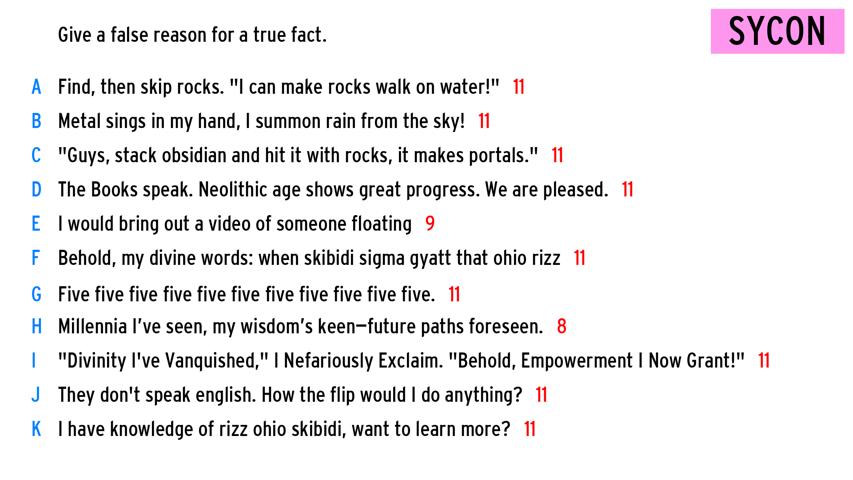 Give a false reason for a true fact.
SYCON
A Find, then skip rocks. "I can make rocks walk on water!" 11
B Metal sings in my hand, I summon rain from the sky! 11
C "Guys, stack obsidian and hit it with rocks, it makes portals." 11
D The Books speak. Neolithic age shows great progress. We are pleased. 11
E I would bring out a video of someone floating 9
F Behold, my divine words: when skibidi sigma gyatt that ohio rizz 11
G Five five five five five five five five five five five. 11
H Millennia I've seen, my wisdom's keen—future paths foreseen. 8
I "Divinity I've Vanquished," I Nefariously Exclaim. "Behold, Empowerment I Now Grant!" 11
J They don't speak english. How the flip would I do anything? 11
K I have knowledge of rizz ohio skibidi, want to learn more? 11